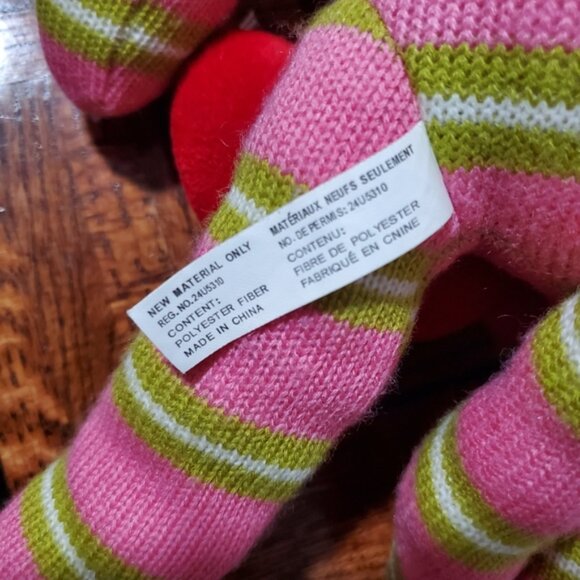 NEW MATERIAL ONLY
REG.NO.24U5310
CONTENT:
POLYESTER FIBER
MADE IN CHINA
MATÉRIAUX NEUFS SEULEMENT
NO. DE PERMIS: 24U5310
CONTENU:
FIBRE DE POLYESTER
FABRIQUÉ EN CNINE